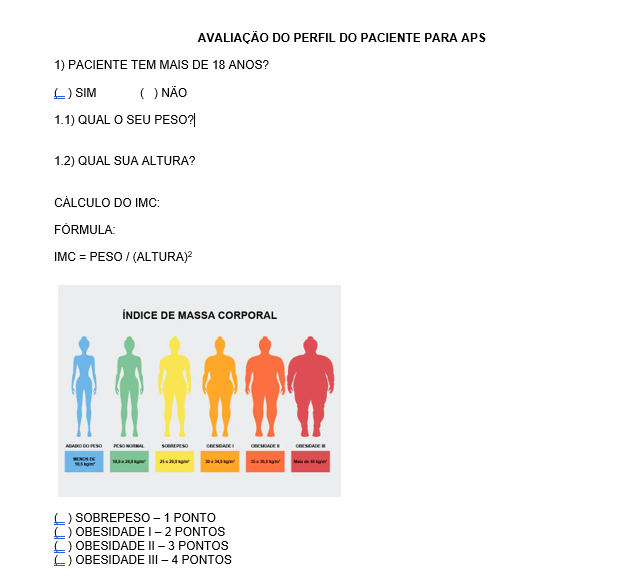 AVALIAÇÃO DO PERFIL DO PACIENTE PARA APS
1) PACIENTE TEM MAIS DE 18 ANOS?
(__) SIM ( ) NÃO
1.1) QUAL O SEU PESO?
1.2) QUAL SUA ALTURA?
CÁLCULO DO IMC:
FÓRMULA:
IMC = PESO / (ALTURA)²
ÍNDICE DE MASSA CORPORAL
ABAIXO DO PESO PESO NORMAL SOBREPESO OBESIDADE I OBESIDADE II OBESIDADE III
MENOS DE
18,5 kg/m² 18,6 a 24,9 kg/m² 25 a 29,9 kg/m² 30 a 34,9 kg/m² 35 a 39,9 kg/m² Mais de 40 kg/m²
(__) SOBREPESO – 1 PONTO
(__) OBESIDADE I – 2 PONTOS
(__) OBESIDADE II – 3 PONTOS
(__) OBESIDADE III – 4 PONTOS